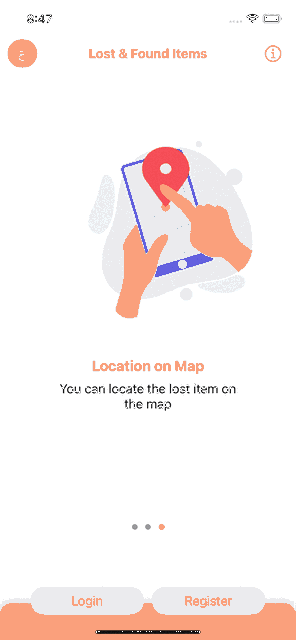 8:47
ع
Lost & Found Items
Location on Map
You can locate the lost item on
the map
Login
Register